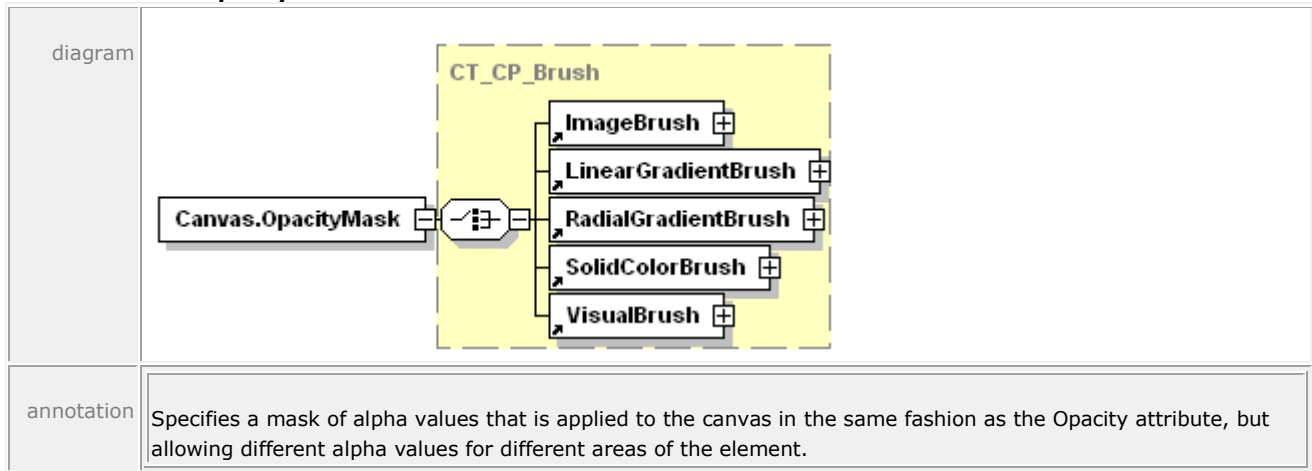 diagram
CT_CP_Brush
ImageBrush
LinearGradientBrush
Canvas.OpacityMask
RadialGradientBrush
SolidColorBrush
VisualBrush
annotation
Specifies a mask of alpha values that is applied to the canvas in the same fashion as the Opacity attribute, but
allowing different alpha values for different areas of the element.